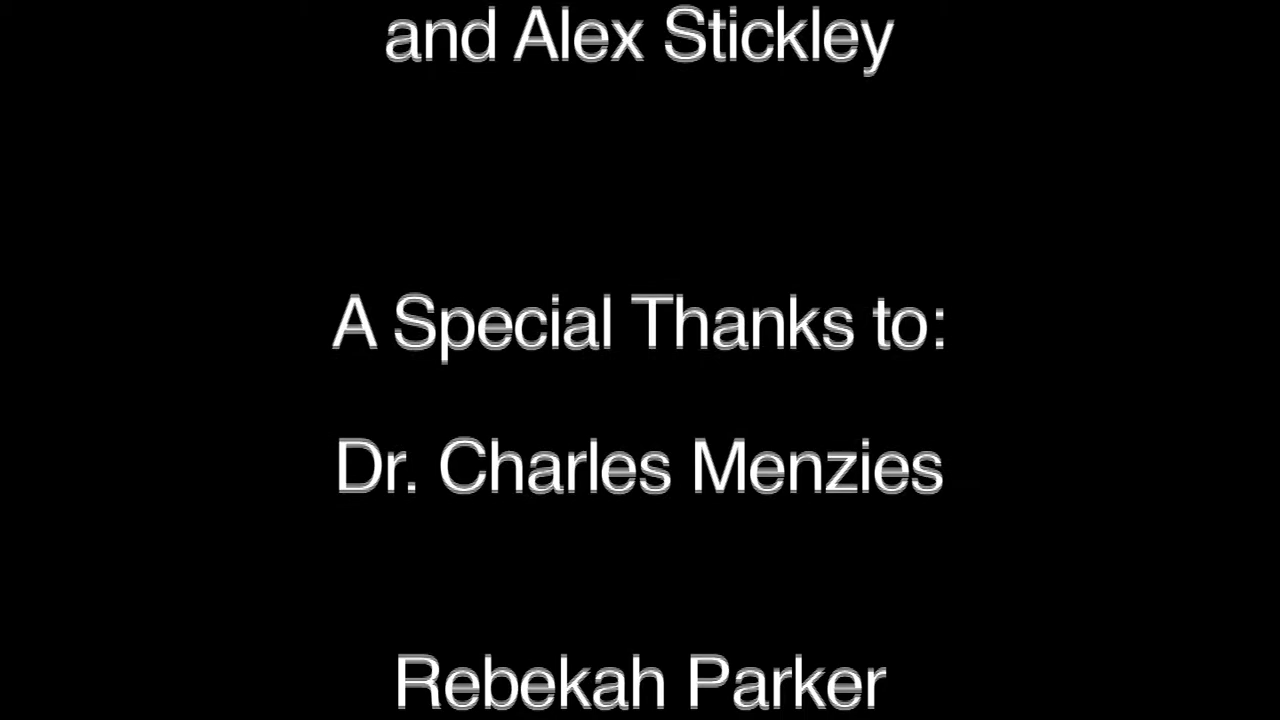 and Alex Stickley
A Special Thanks to:
Dr. Charles Menzies
Rebekah Parker